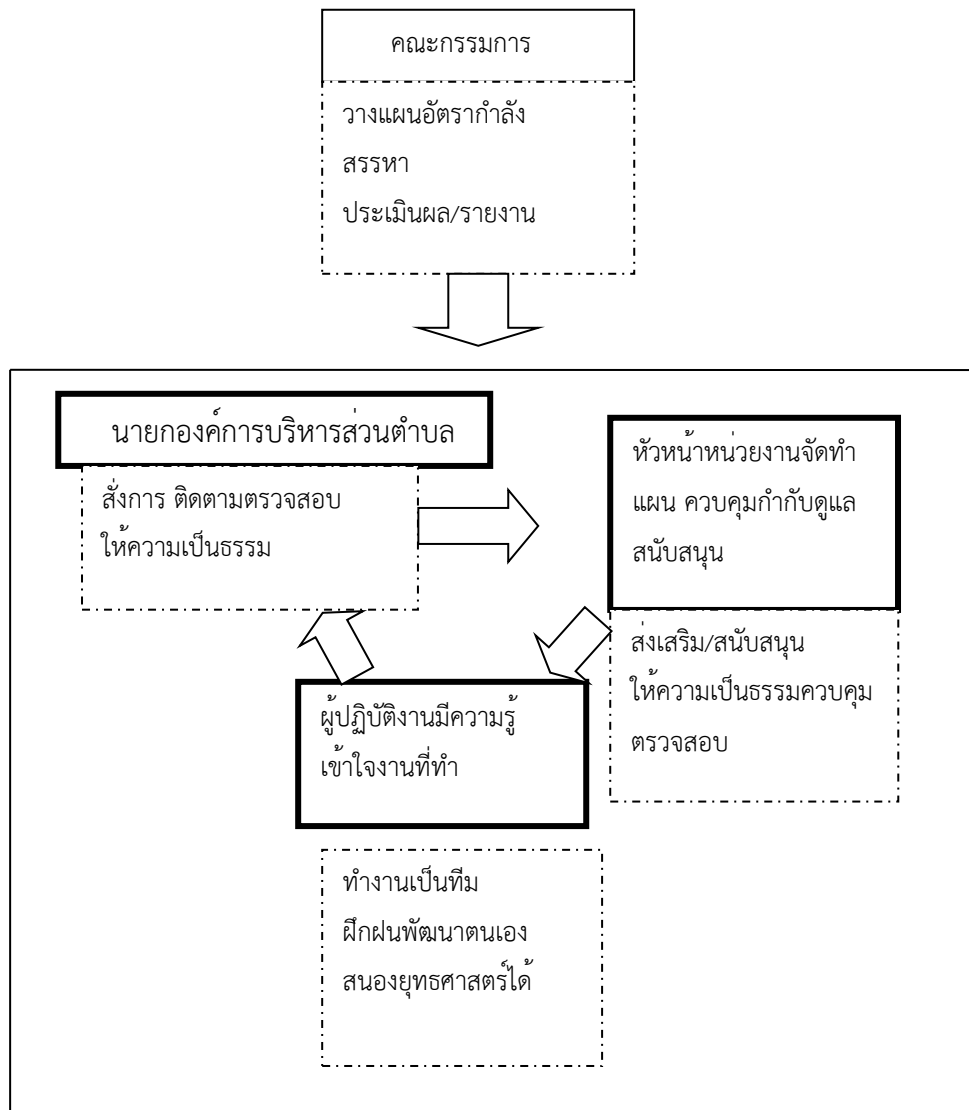 คณะกรรมการ
วางแผนอัตรากำลัง
สรรหา
ประเมินผล/รายงาน
นายกองค์การบริหารส่วนตำบล
สั่งการ ติดตามตรวจสอบ
ให้ความเป็นธรรม
หัวหน้าหน่วยงานจัดทำ
แผน ควบคุมกำกับดูแล
สนับสนุน
ส่งเสริม/สนับสนุน
ให้ความเป็นธรรมควบคุม
ตรวจสอบ
ผู้ปฏิบัติงานมีความรู้
เข้าใจงานที่ทำ
ทำงานเป็นทีม
ฝึกฝนพัฒนาตนเอง
สนองยุทธศาสตร์ได้